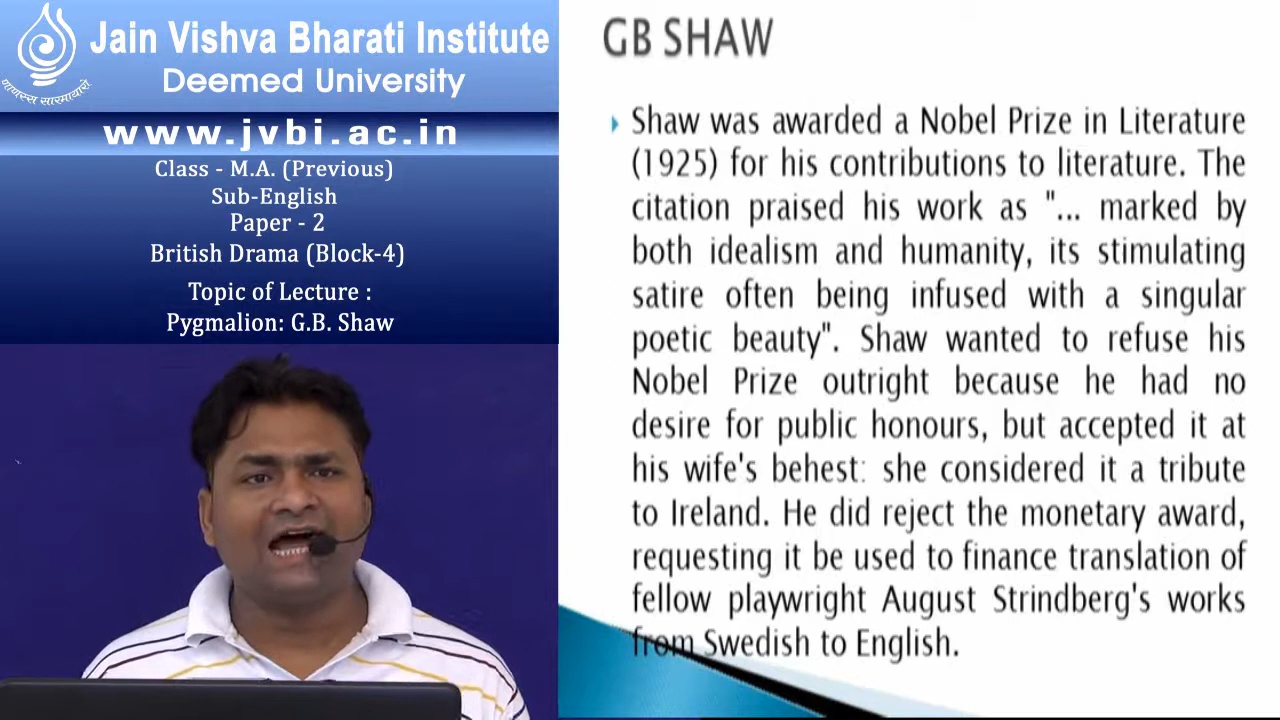 Jain Vishva Bharati Institute
Deemed University
णाणस्स सारमायारो
www.jvbi.ac.in
Class - M.A. (Previous)
Sub-English
Paper - 2
British Drama (Block-4)
Topic of Lecture :
Pygmalion: G.B. Shaw
GB SHAW
Shaw was awarded a Nobel Prize in Literature
(1925) for his contributions to literature. The
citation praised his work as "... marked by
both idealism and humanity, its stimulating
satire often being infused with a singular
poetic beauty". Shaw wanted to refuse his
Nobel Prize outright because he had no
desire for public honours, but accepted it at
his wife's behest: she considered it a tribute
to Ireland. He did reject the monetary award,
requesting it be used to finance translation of
fellow playwright August Strindberg's works
from Swedish to English.